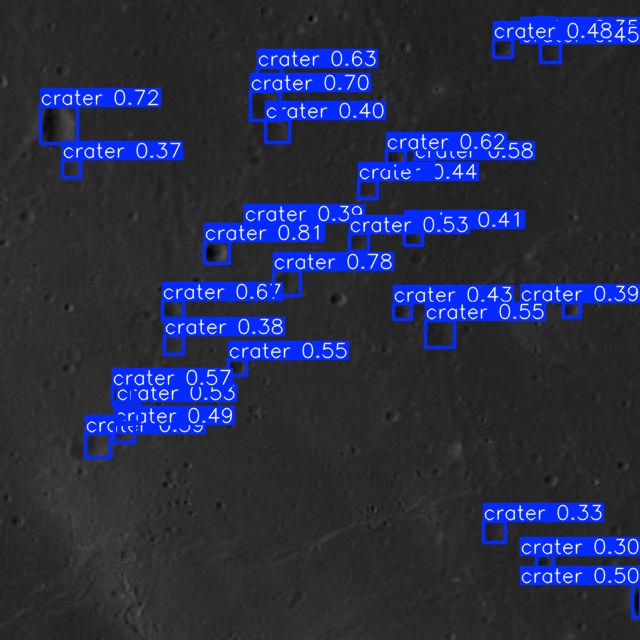 crater 0.48
crater 0.63
crater 0.70
crater 0.72
crater 0.40
crater 0.62
crater 0.37
0.58
crater 0.44
crater 0.39
0.41
crater 0.53
crater 0.81
crater 0.78
crater 0.67
crater 0.43
crater 0.39
crater 0.55
crater 0.38
crater 0.55
crater 0.57
crater 0.53
crater 0.49
crater 0.33
crater 0.30
crater 0.50